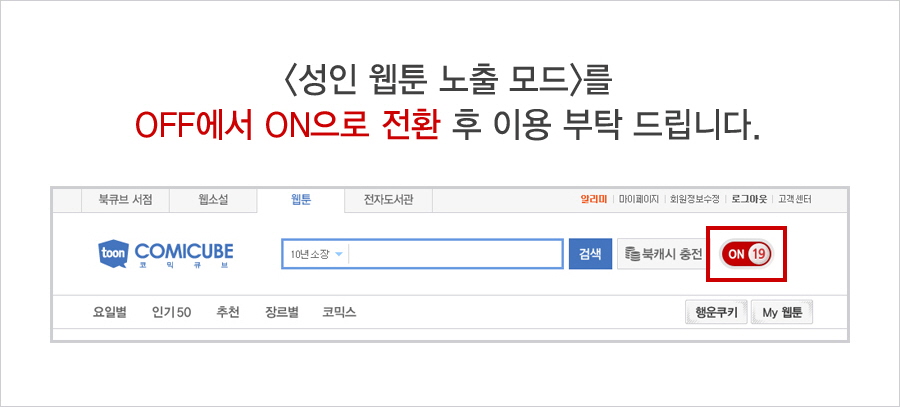 <성인 웹툰 노출 모드>를
OFF에서 ON으로 전환 후 이용 부탁 드립니다.
북큐브 서점 웹소설 웹툰 전자도서관 알리미 마이페이지 회원정보수정 로그아웃 고객센터
toon COMICUBE 10년 소장 검색 북캐시 충전 ON 19
코믹큐브
요일별 인기 50 추천 장르별 코믹스 행운쿠키 My 웹툰